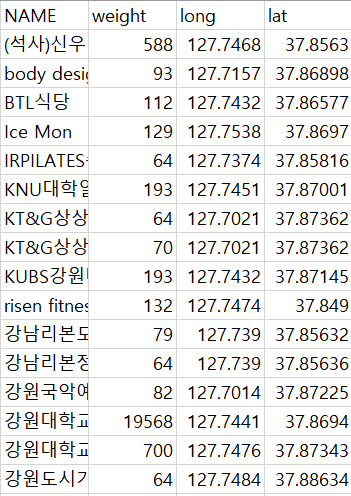 NAME weight long lat
(석사)신우 588 127.7468 37.8563
body desig 93 127.7157 37.86898
BTL식당 112 127.7432 37.86577
Ice Mon 129 127.7538 37.8697
IRPILATES 64 127.7374 37.85816
KNU대학일 193 127.7451 37.87001
KT&G상상 64 127.7021 37.87362
KT&G상상 70 127.7021 37.87362
KUBS강원 193 127.7432 37.87145
risen fitnes 132 127.7474 37.849
강남리본모 79 127.739 37.85632
강남리본정 64 127.739 37.85636
강원국악예 82 127.7014 37.87225
강원대학교 19568 127.7441 37.8694
강원대학교 700 127.7476 37.87343
강원도시가 64 127.7484 37.88634